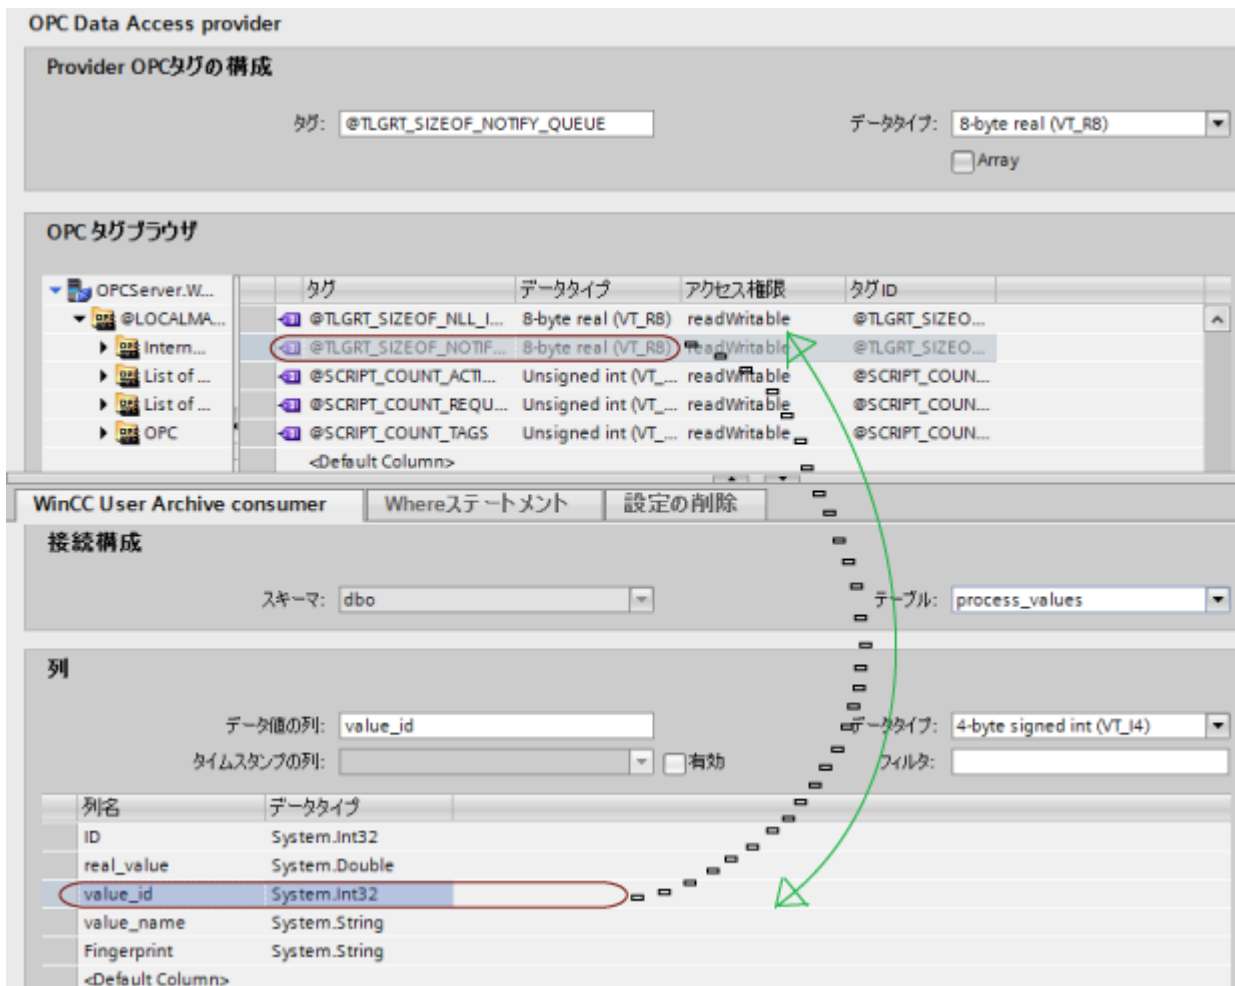 OPC Data Access provider
Provider OPCタグの構成
タグ: @TLGRT_SIZEOF_NOTIFY_QUEUE データタイプ: 8-byte real (VT_R8)
Array
OPC タグブラウザ
OPCServer.W... タグ データタイプ アクセス権限 タグID
@LOCALMA... @TLGRT_SIZEOF_NLL_I... 8-byte real (VT_R8) readWritable @TLGRT_SIZEO...
Intern... @TLGRT_SIZEOF_NOTIF... 8-byte real (VT_R8) readWritable @TLGRT_SIZEO...
List of ... @SCRIPT_COUNT_ACTI... Unsigned int (VT_... readWritable @SCRIPT_COUN...
List of ... @SCRIPT_COUNT_REQU... Unsigned int (VT_... readWritable @SCRIPT_COUN...
OPC @SCRIPT_COUNT_TAGS Unsigned int (VT_... readWritable @SCRIPT_COUN...
<Default Column>
WinCC User Archive consumer Whereステートメント 設定の削除
接続構成
スキーマ: dbo テーブル: process_values
列
データ値の列: value_id データタイプ: 4-byte signed int (VT_I4)
タイムスタンプの列: 有効 フィルタ:
列名 データタイプ
ID System.Int32
real_value System.Double
value_id System.Int32
value_name System.String
Fingerprint System.String
<Default Column>